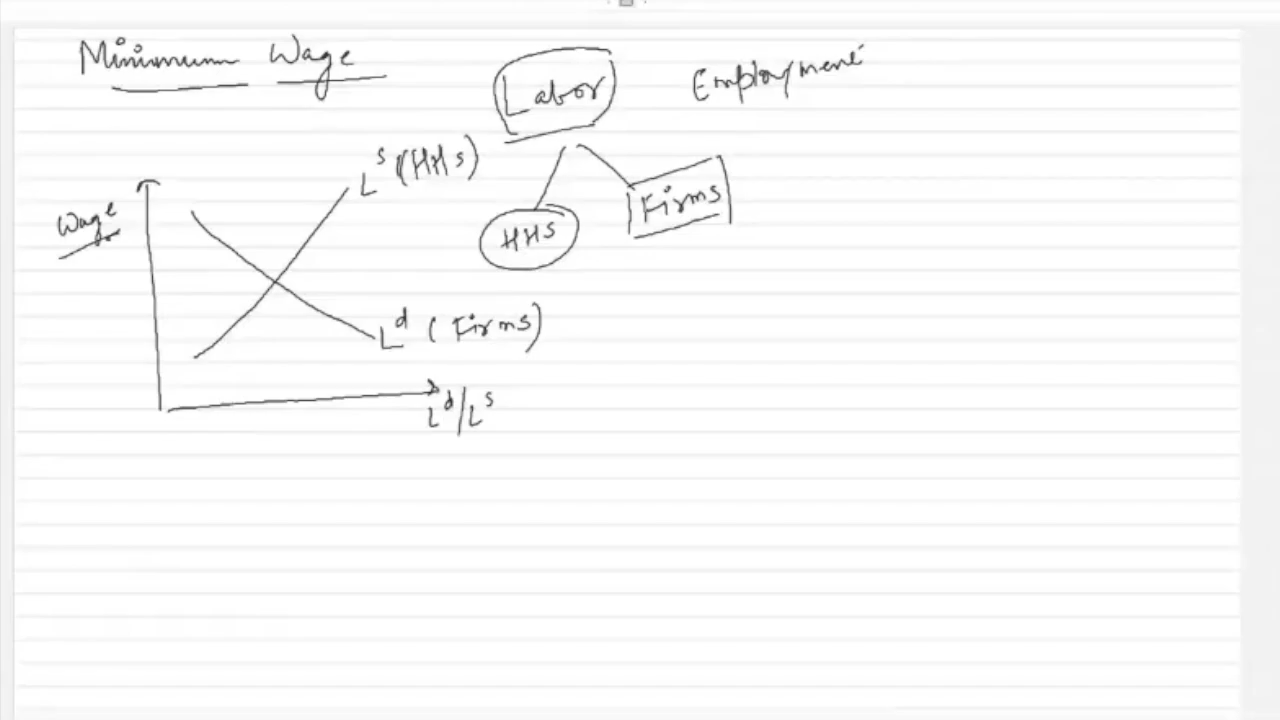 Minimum Wage
Labor
Employment
L^s (HHs)
Wage
HHs
Firms
L^d (Firms)
L^d/L^s